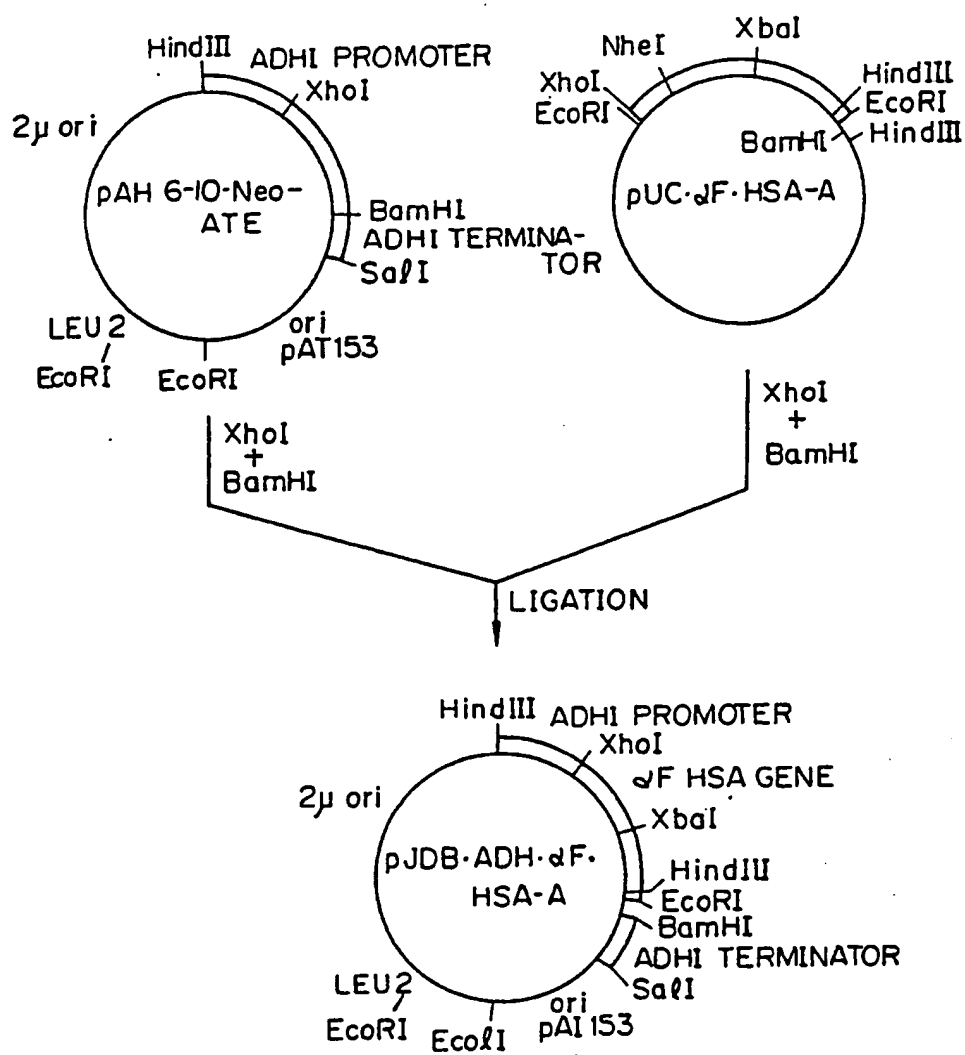 HindIII ADHI PROMOTER
XhoI
2μ ori
pAH 6-10-Neo-
ATE
BamHI
ADHI TERMINA-
TOR
SalI
LEU2
EcoRI
EcoRI
ori
pAT153
XbaI
NheI
XhoI
EcoRI
HindIII
EcoRI
BamHI
HindIII
pUC·αF·HSA-A
XhoI
+
BamHI
XhoI
+
BamHI
LIGATION
HindIII ADHI PROMOTER
XhoI
αF HSA GENE
2μ ori
XbaI
pJDB·ADH·αF·
HSA-A
HindIII
EcoRI
BamHI
ADHI TERMINATOR
SalI
LEU2
EcoRI
EcolI
ori
pAI153